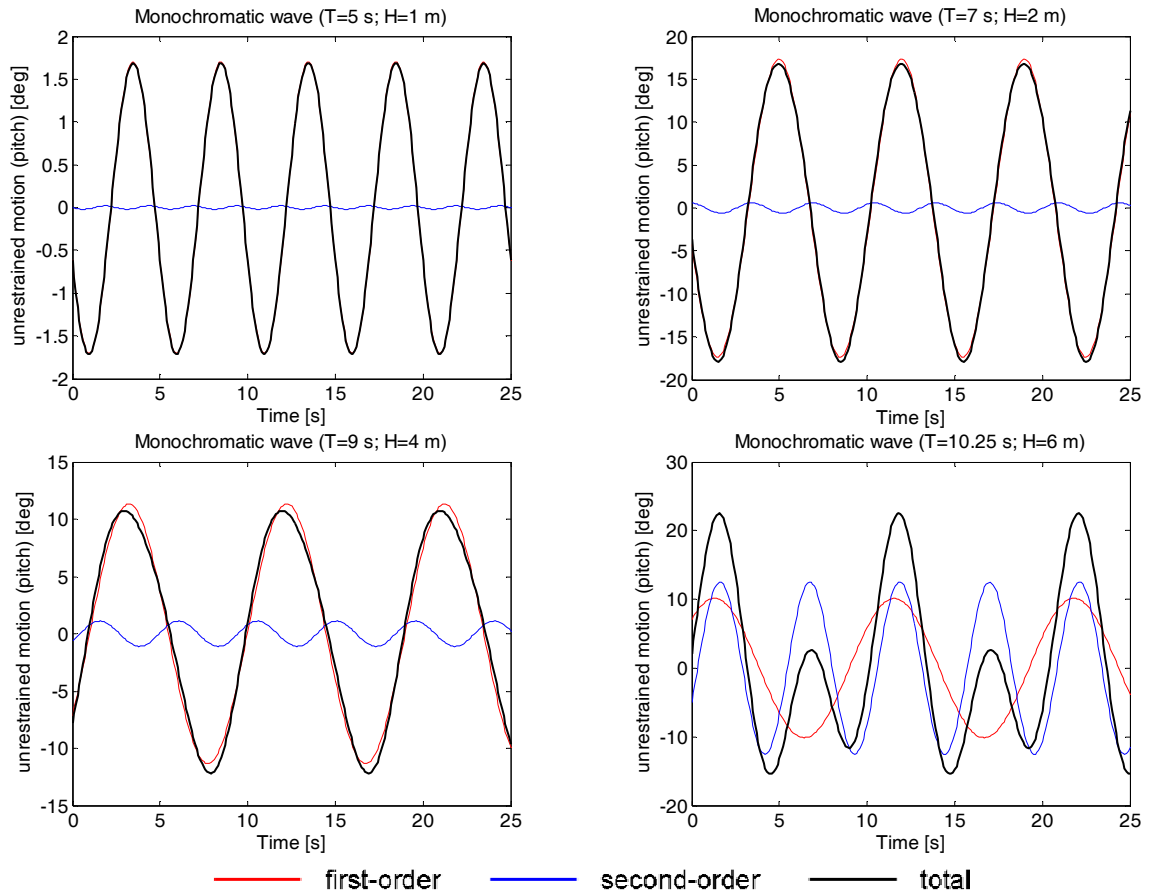 Monochromatic wave (T=5 s; H=1 m)
unrestrained motion (pitch) [deg]
2
1.5
1
0.5
0
-0.5
-1
-1.5
-2
0 5 10 15 20 25
Time [s]
Monochromatic wave (T=7 s; H=2 m)
unrestrained motion (pitch) [deg]
20
15
10
5
0
-5
-10
-15
-20
0 5 10 15 20 25
Time [s]
Monochromatic wave (T=9 s; H=4 m)
unrestrained motion (pitch) [deg]
15
10
5
0
-5
-10
-15
0 5 10 15 20 25
Time [s]
Monochromatic wave (T=10.25 s; H=6 m)
unrestrained motion (pitch) [deg]
30
20
10
0
-10
-20
0 5 10 15 20 25
Time [s]
first-order second-order total